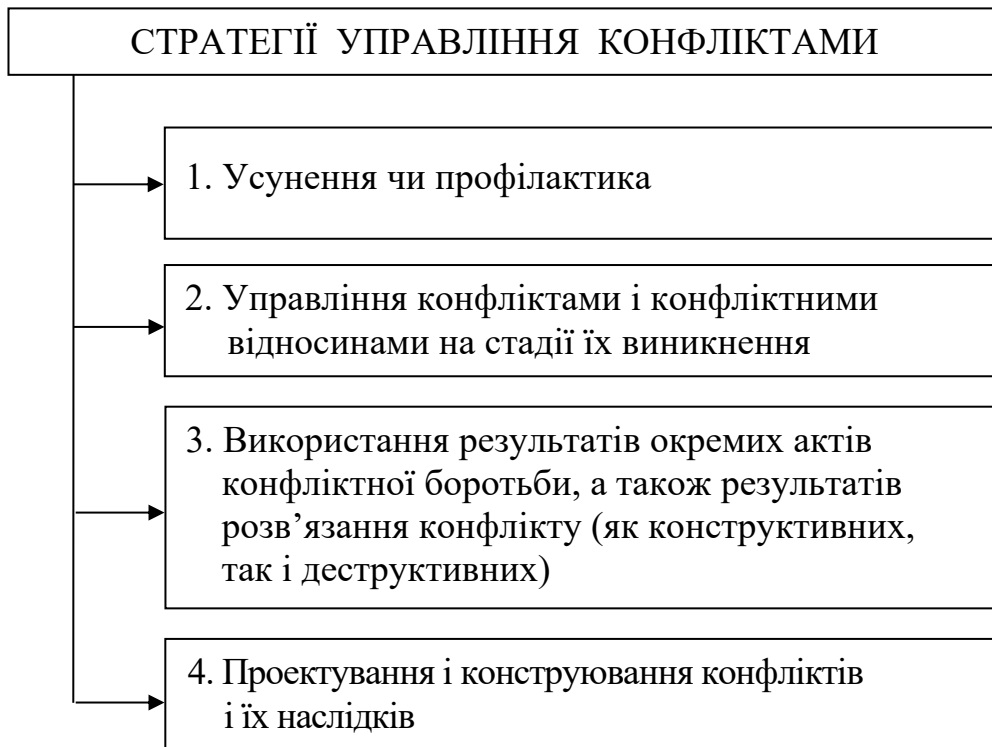 СТРАТЕГІЇ УПРАВЛІННЯ КОНФЛІКТАМИ
1. Усунення чи профілактика
2. Управління конфліктами і конфліктними
відносинами на стадії їх виникнення
3. Використання результатів окремих актів
конфліктної боротьби, а також результатів
розв’язання конфлікту (як конструктивних,
так і деструктивних)
4. Проектування і конструювання конфліктів
і їх наслідків